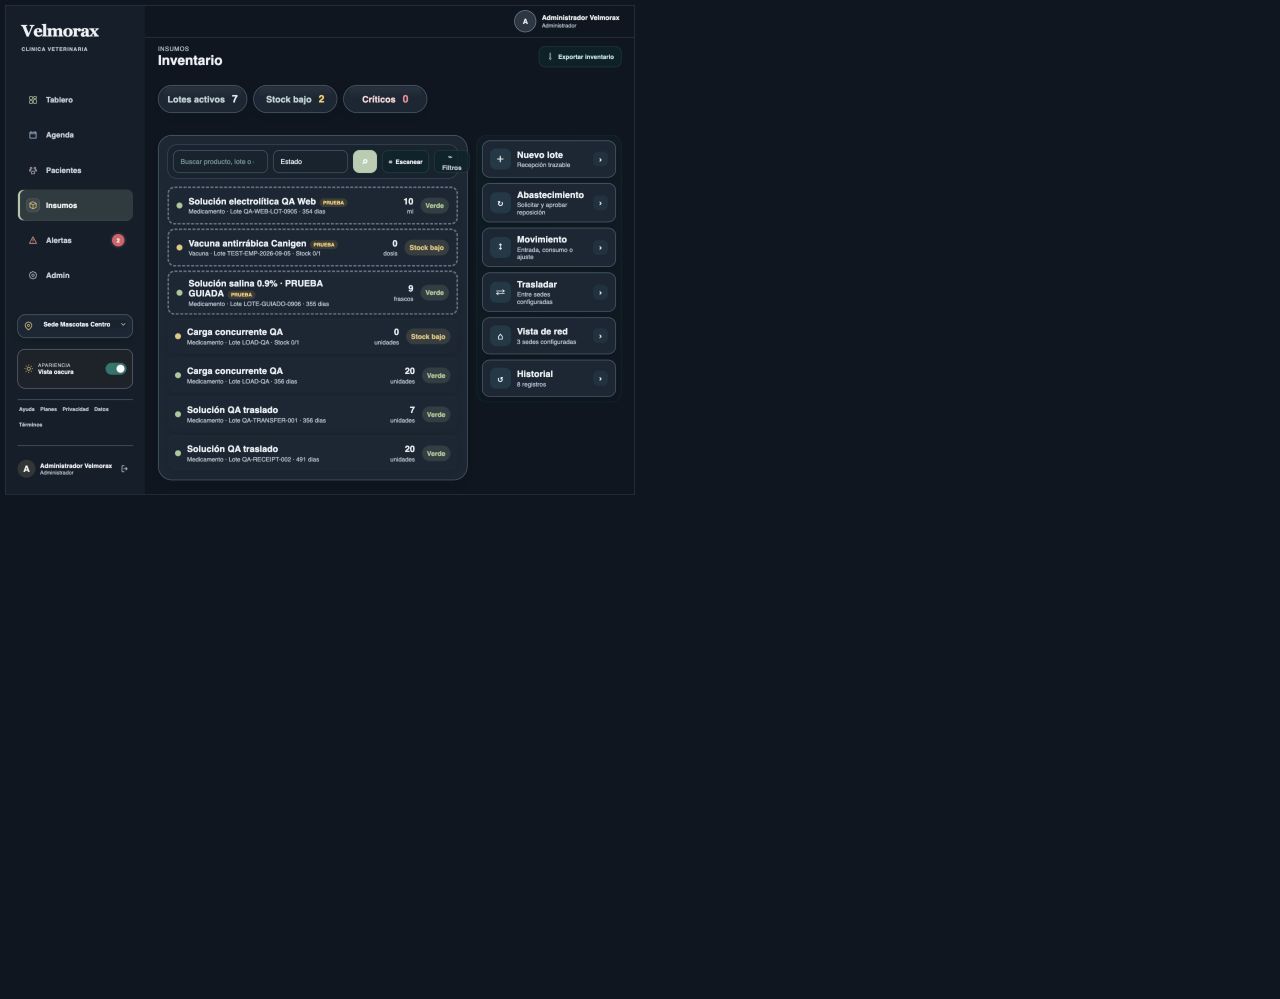 Velmorax
CLINICA VETERINARIA
Tablero
Agenda
Pacientes
Insumos
Alertas 2
Admin
Sede Mascotas Centro
APARIENCIA
Vista oscura
Ayuda Planes Privacidad Datos
Términos
A Administrador Velmorax
Administrador
A Administrador Velmorax
Administrador
INSUMOS
Inventario
Exportar inventario
Lotes activos 7
Stock bajo 2
Críticos 0
Buscar producto, lote o
Estado
Escanear
Filtros
Solución electrolítica QA Web PRUEBA
Medicamento · Lote QA-WEB-LOT-0905 · 354 días
10
ml
Verde
Vacuna antirrábica Canigen PRUEBA
Vacuna · Lote TEST-EMP-2026-09-05 · Stock 0/1
0
dosis
Stock bajo
Solución salina 0.9% · PRUEBA
GUIADA PRUEBA
Medicamento · Lote LOTE-GUIADO-0906 · 355 días
9
frascos
Verde
Carga concurrente QA
Medicamento · Lote LOAD-QA · Stock 0/1
0
unidades
Stock bajo
Carga concurrente QA
Medicamento · Lote LOAD-QA · 356 días
20
unidades
Verde
Solución QA traslado
Medicamento · Lote QA-TRANSFER-001 · 356 días
7
unidades
Verde
Solución QA traslado
Medicamento · Lote QA-RECEIPT-002 · 491 días
20
unidades
Verde
Nuevo lote
Recepción trazable
Abastecimiento
Solicitar y aprobar
reposición
Movimiento
Entrada, consumo o
ajuste
Trasladar
Entre sedes
configuradas
Vista de red
3 sedes configuradas
Historial
8 registros